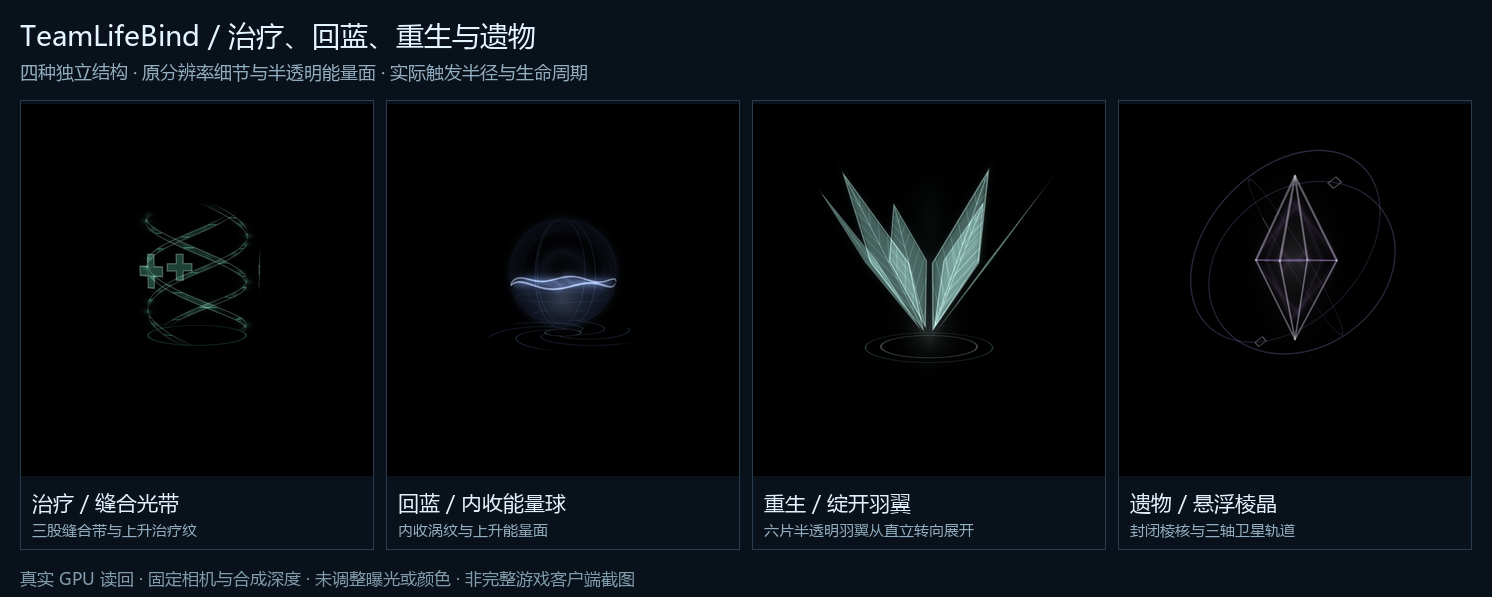 TeamLifeBind / 治疗、回蓝、重生与遗物
四种独立结构 · 原分辨率细节与半透明能量面 · 实际触发半径与生命周期
治疗 / 缝合光带
三股缝合带与上升治疗纹
回蓝 / 内收能量球
内收涡纹与上升能量面
重生 / 绽开羽翼
六片半透明羽翼从直立转向展开
遗物 / 悬浮棱晶
封闭棱核与三轴卫星轨道
真实 GPU 读回 · 固定相机与合成深度 · 未调整曝光或颜色 · 非完整游戏客户端截图